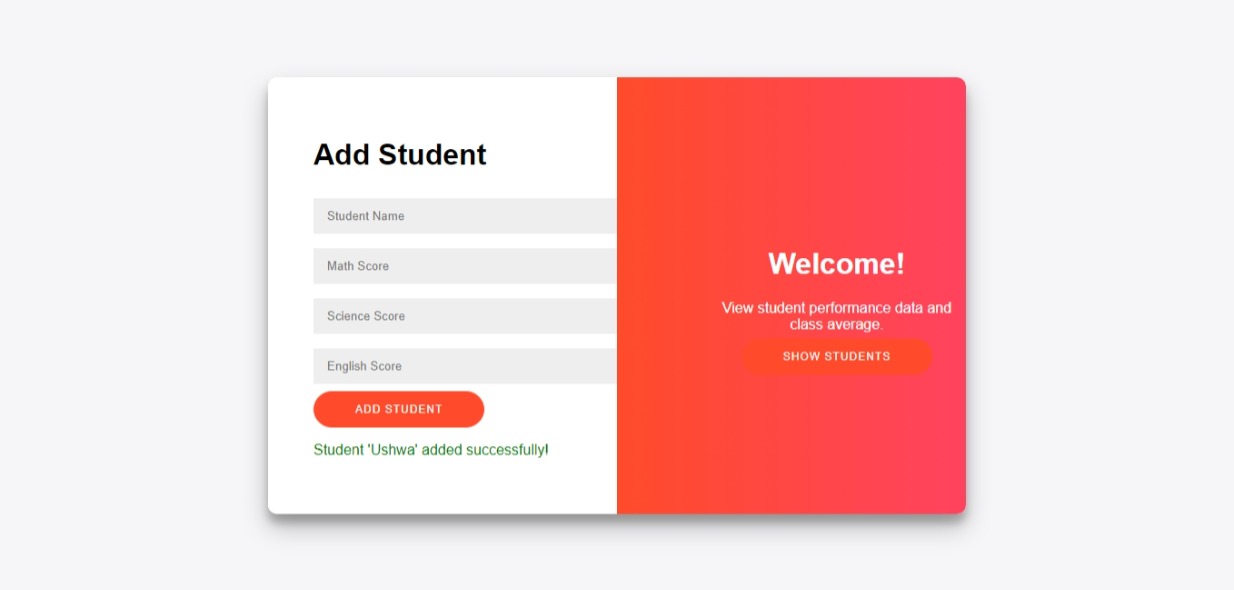 Add Student
Student Name
Math Score
Science Score
English Score
ADD STUDENT
Student 'Ushwa' added successfully!
Welcome!
View student performance data and
class average.
SHOW STUDENTS